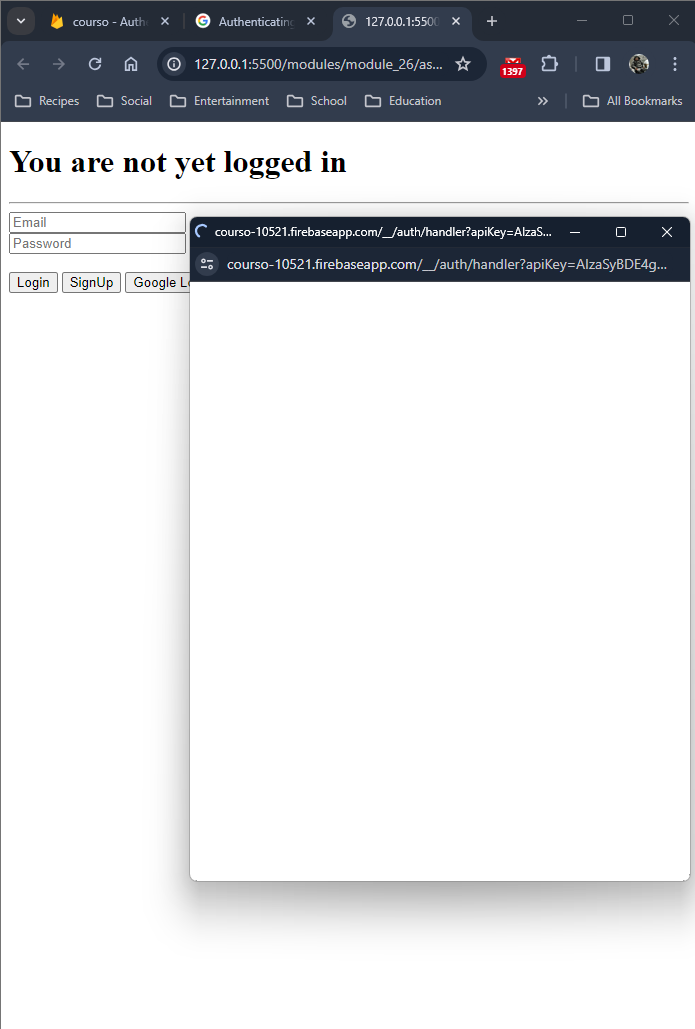 courso - Auth
Authenticating
127.0.0.1:5500
127.0.0.1:5500/modules/module_26/as...
1397
Recipes
Social
Entertainment
School
Education
All Bookmarks
You are not yet logged in
Email
Password
Login
SignUp
Google Lo
courso-10521.firebaseapp.com/__/auth/handler?apiKey=AIzaS...
courso-10521.firebaseapp.com/__/auth/handler?apiKey=AIzaSyBDE4g...